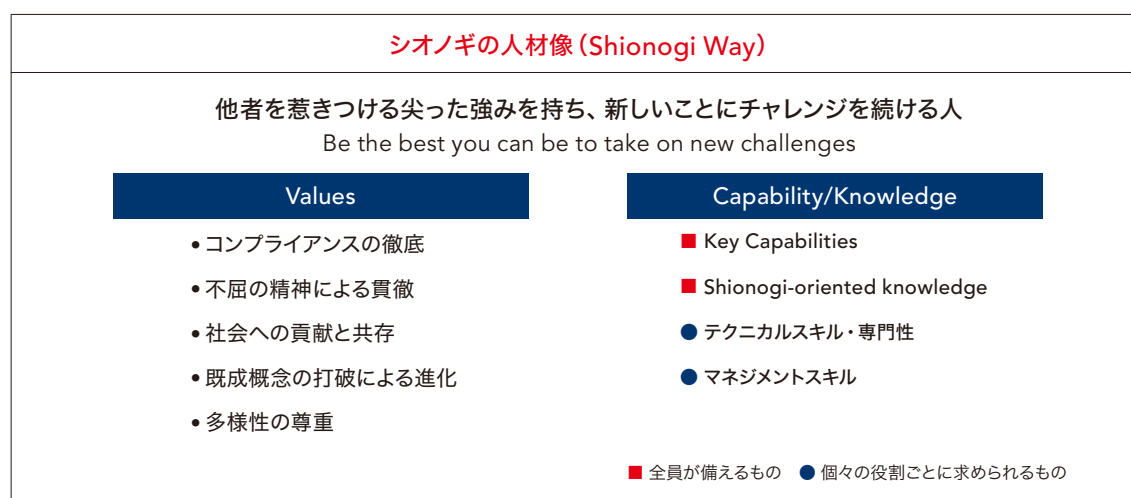 シオノギの人材像(Shionogi Way)
他者を惹きつける尖った強みを持ち、新しいことにチャレンジを続ける人
Be the best you can be to take on new challenges
Values
• コンプライアンスの徹底
• 不屈の精神による貫徹
• 社会への貢献と共存
• 既成概念の打破による進化
• 多様性の尊重
Capability/Knowledge
■ Key Capabilities
■ Shionogi-oriented knowledge
● テクニカルスキル・専門性
● マネジメントスキル
■ 全員が備えるもの ● 個々の役割ごとに求められるもの